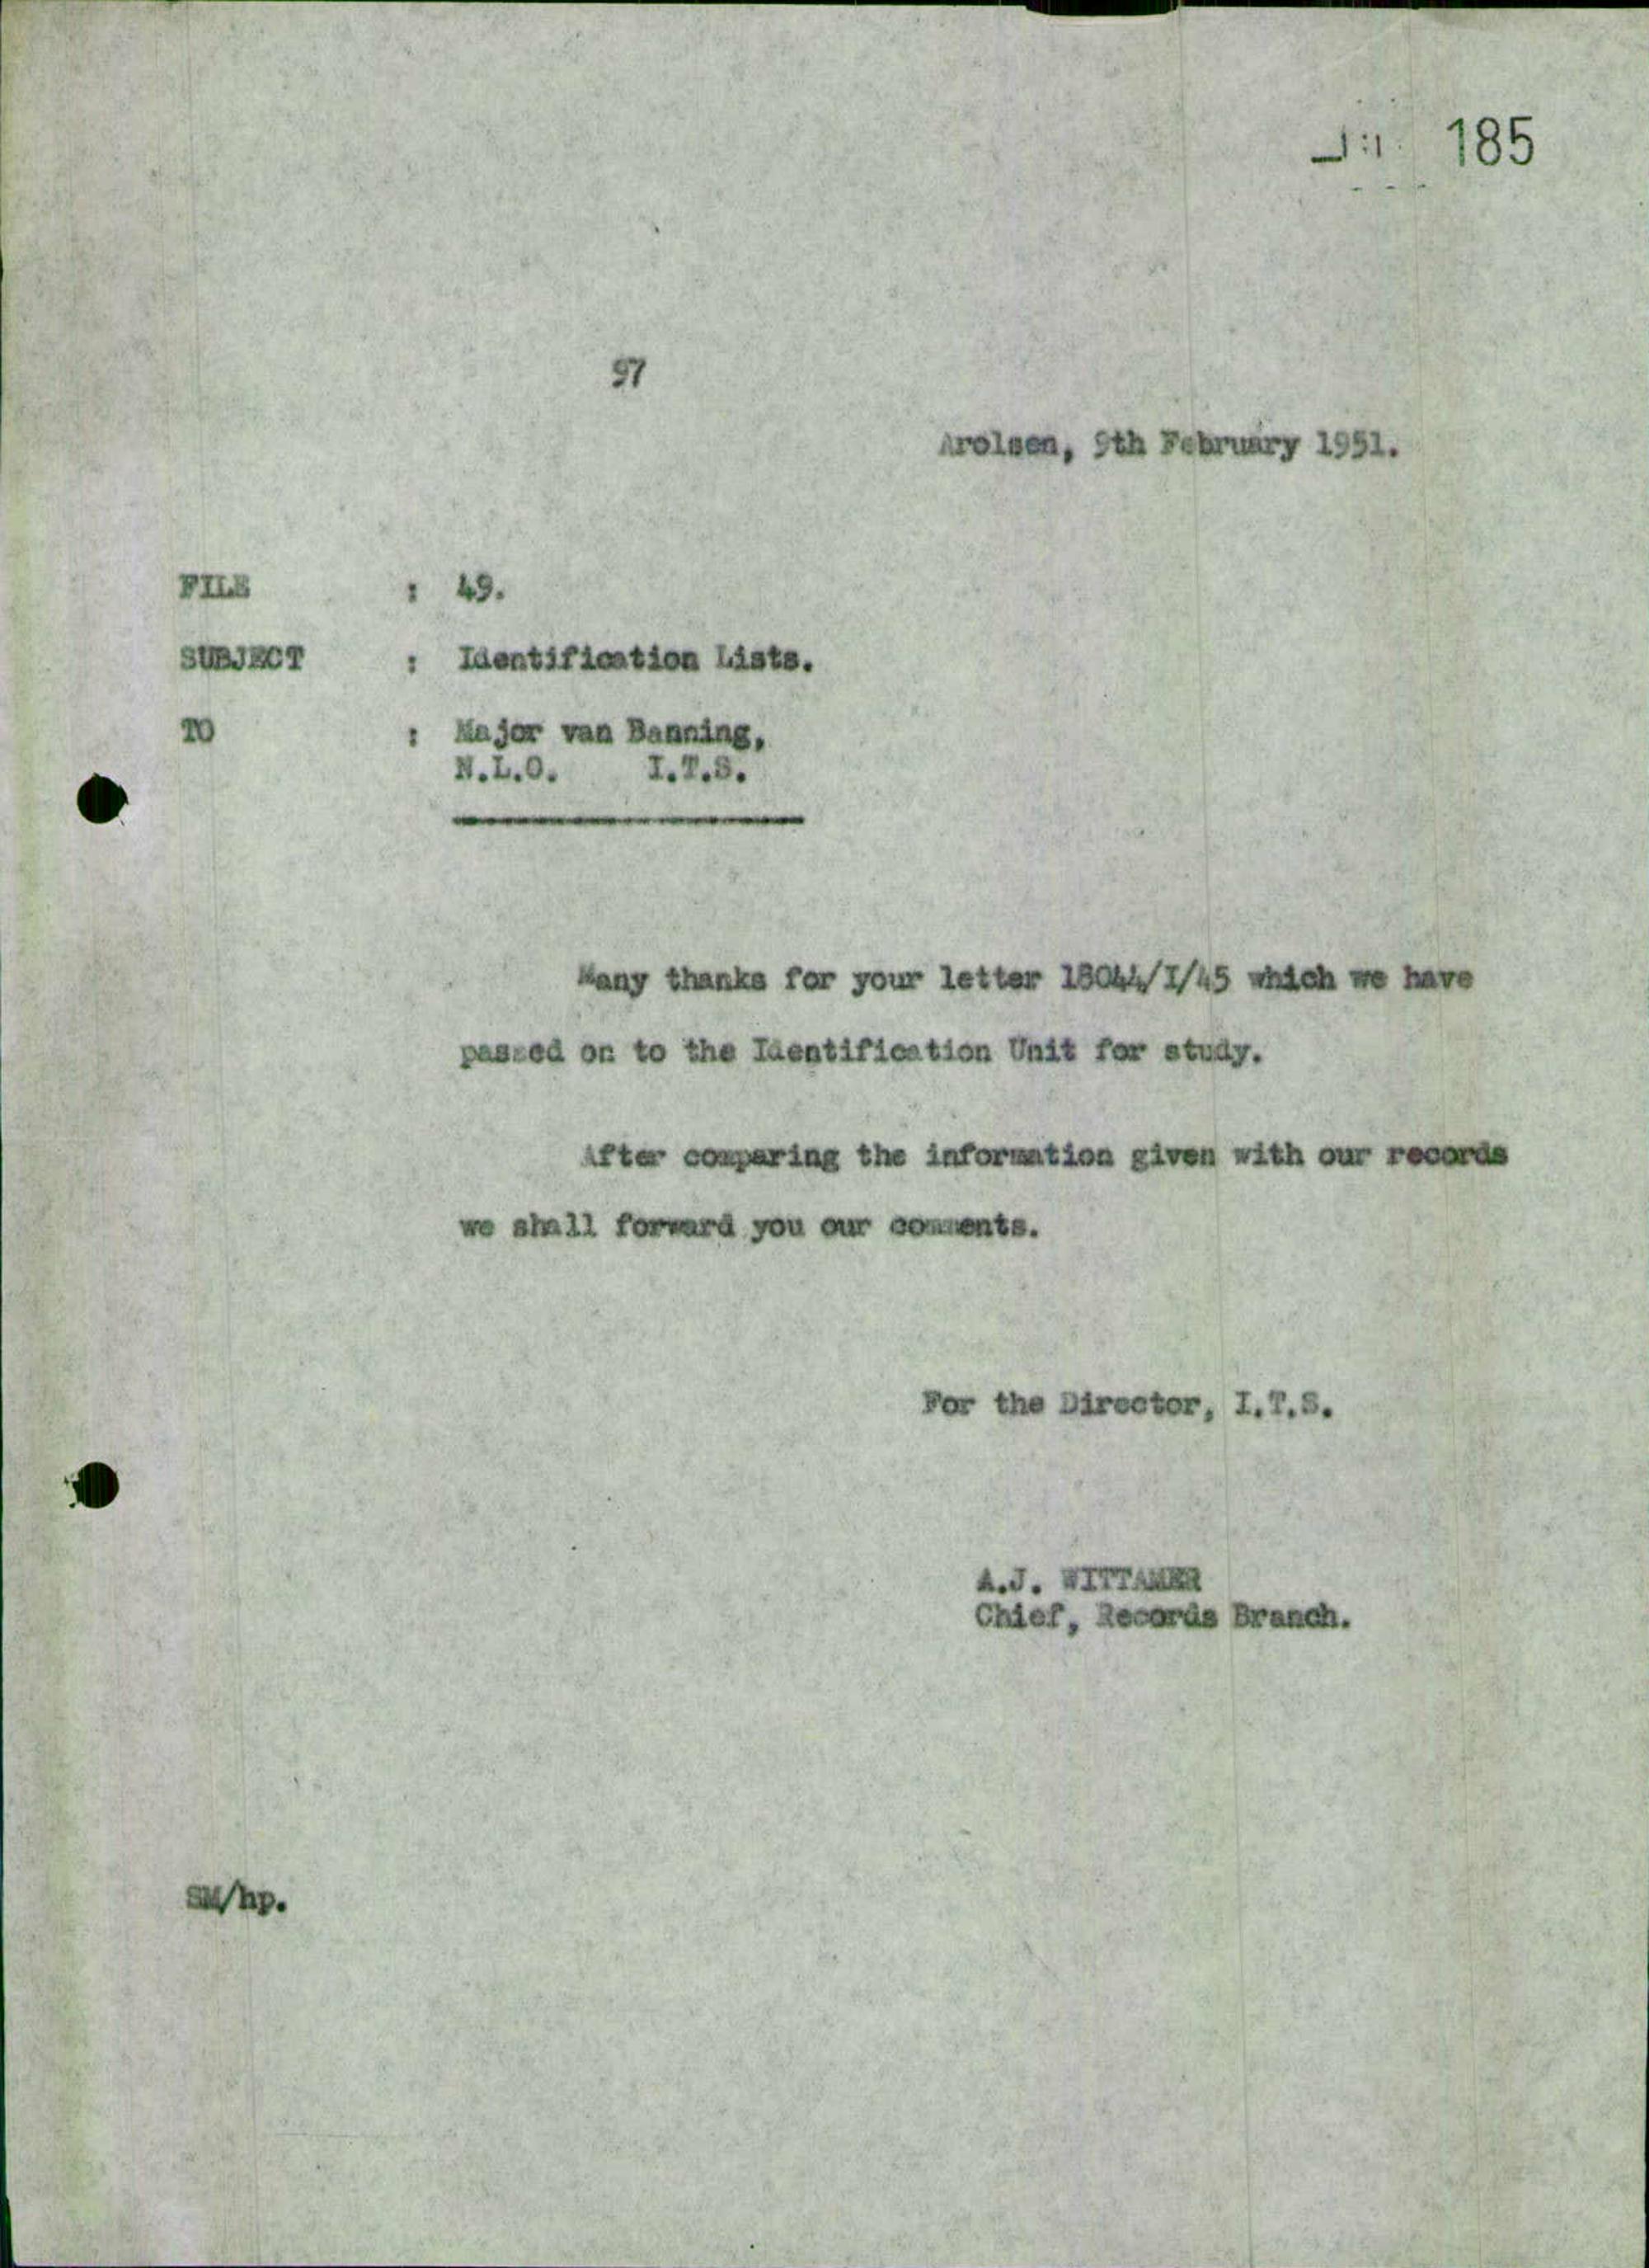 185
97
Arolsen, 9th February 1951.
FILE : 49.
SUBJECT : Identification Lists.
TO : Major van Banning,
N.L.O. I.T.S.
Many thanks for your letter 18044/I/45 which we have
passed on to the Identification Unit for study.
After comparing the information given with our records
we shall forward you our comments.
For the Director, I.T.S.
A.J. WITTAMER
Chief, Records Branch.
SM/hp.